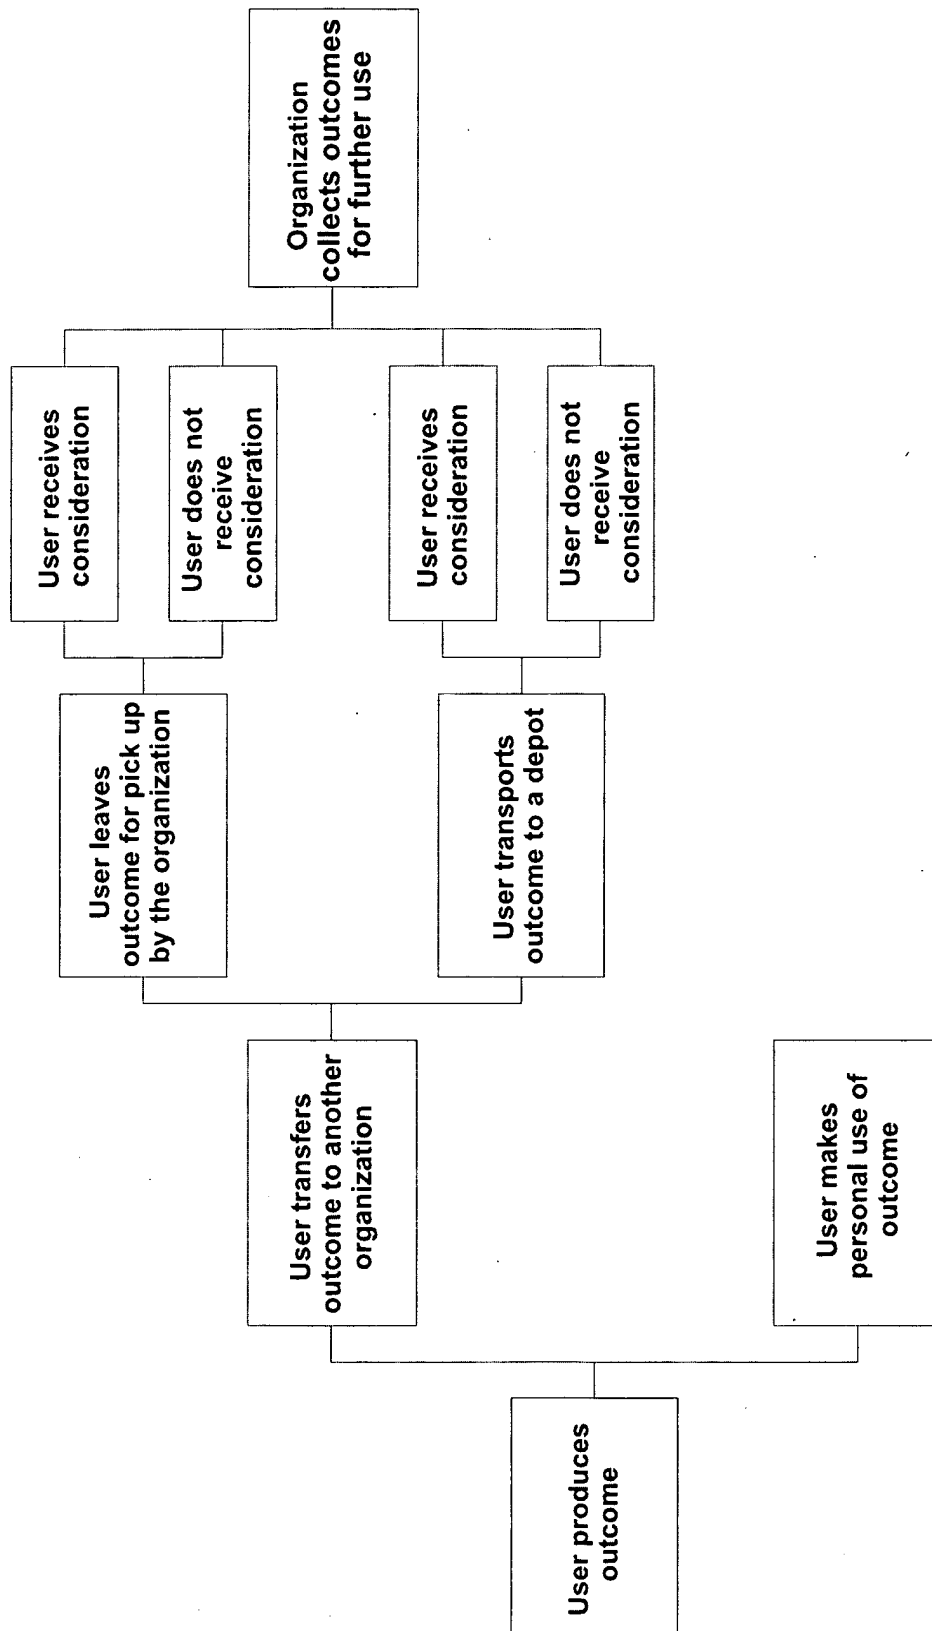 User produces
outcome
User transfers
outcome to another
organization
User makes
personal use of
outcome
User leaves
outcome for pick up
by the organization
User transports
outcome to a depot
User receives
consideration
User does not
receive
consideration
User receives
consideration
User does not
receive
consideration
Organization
collects outcomes
for further use